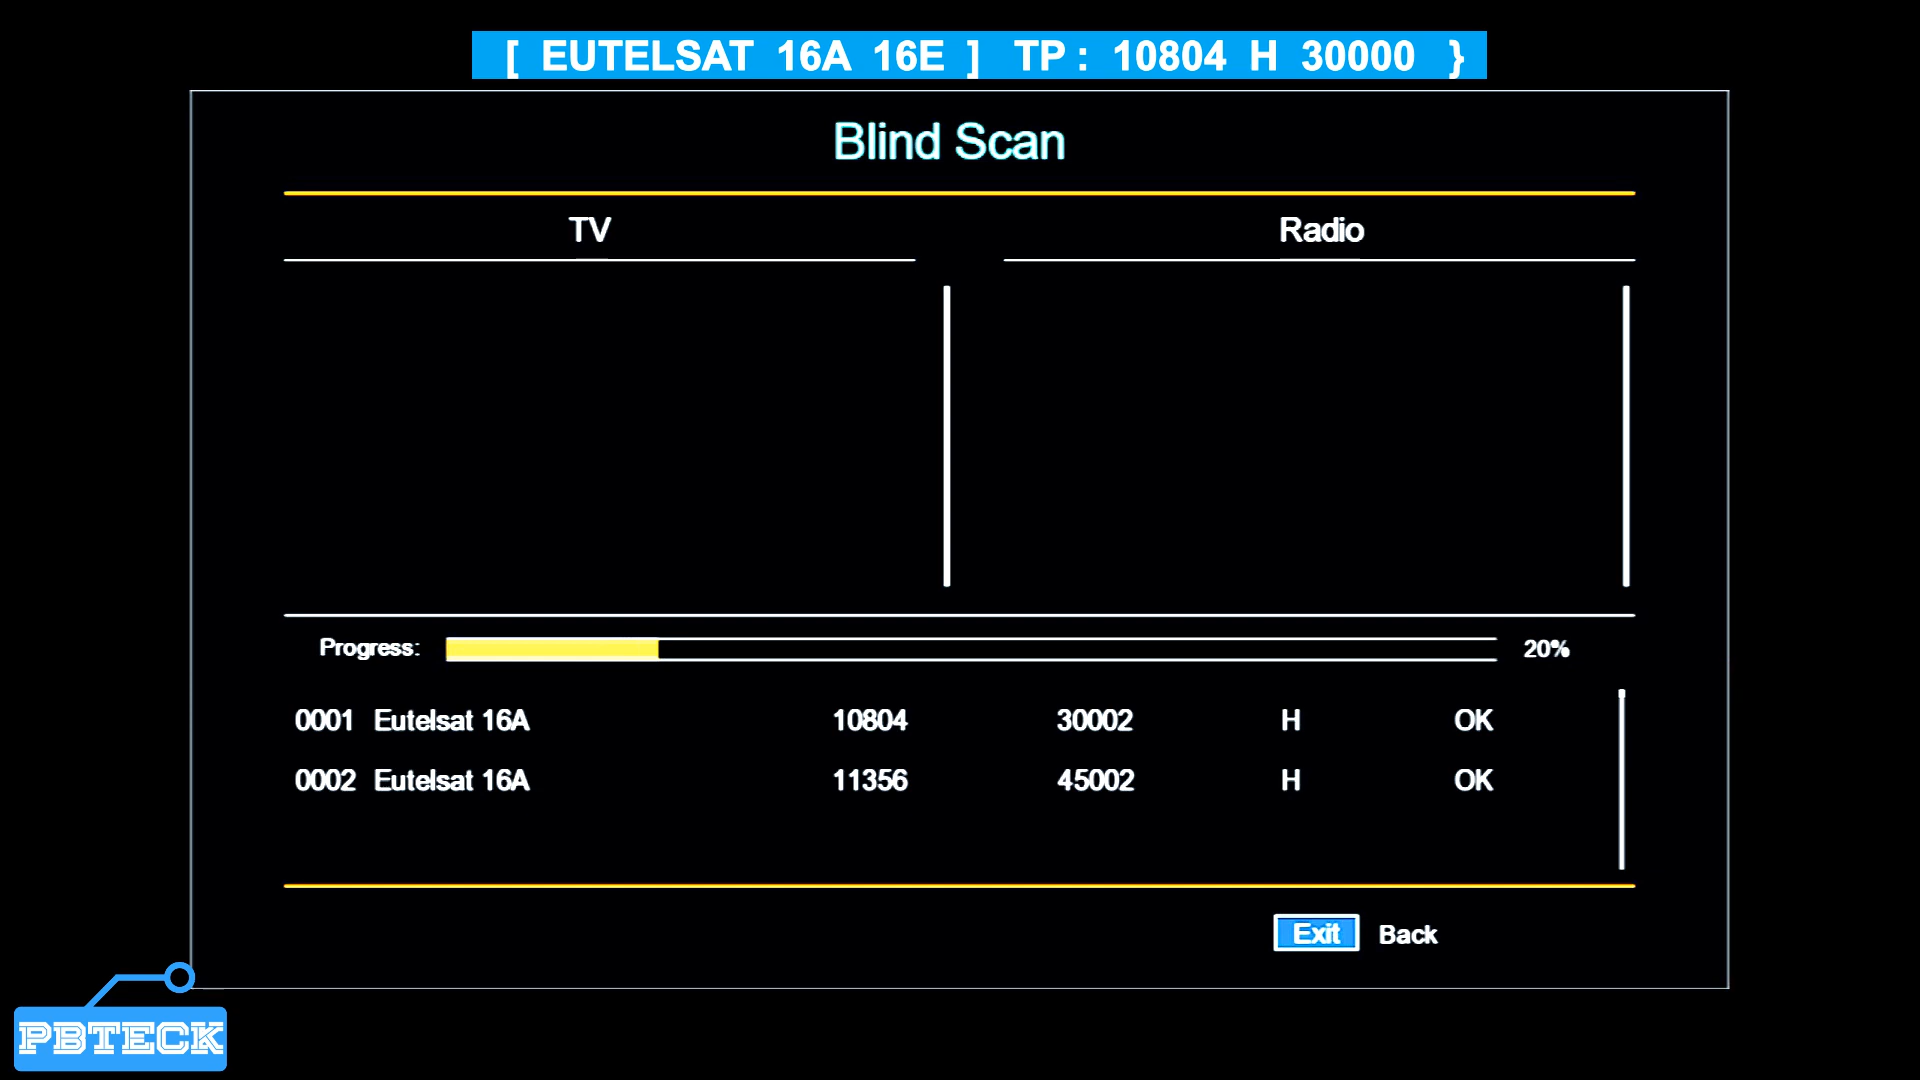 [ EUTELSAT 16A 16E ] TP : 10804 H 30000 }
Blind Scan
TV Radio
Progress: 20%
0001 Eutelsat 16A 10804 30002 H OK
0002 Eutelsat 16A 11356 45002 H OK
Exit Back
PBTECK